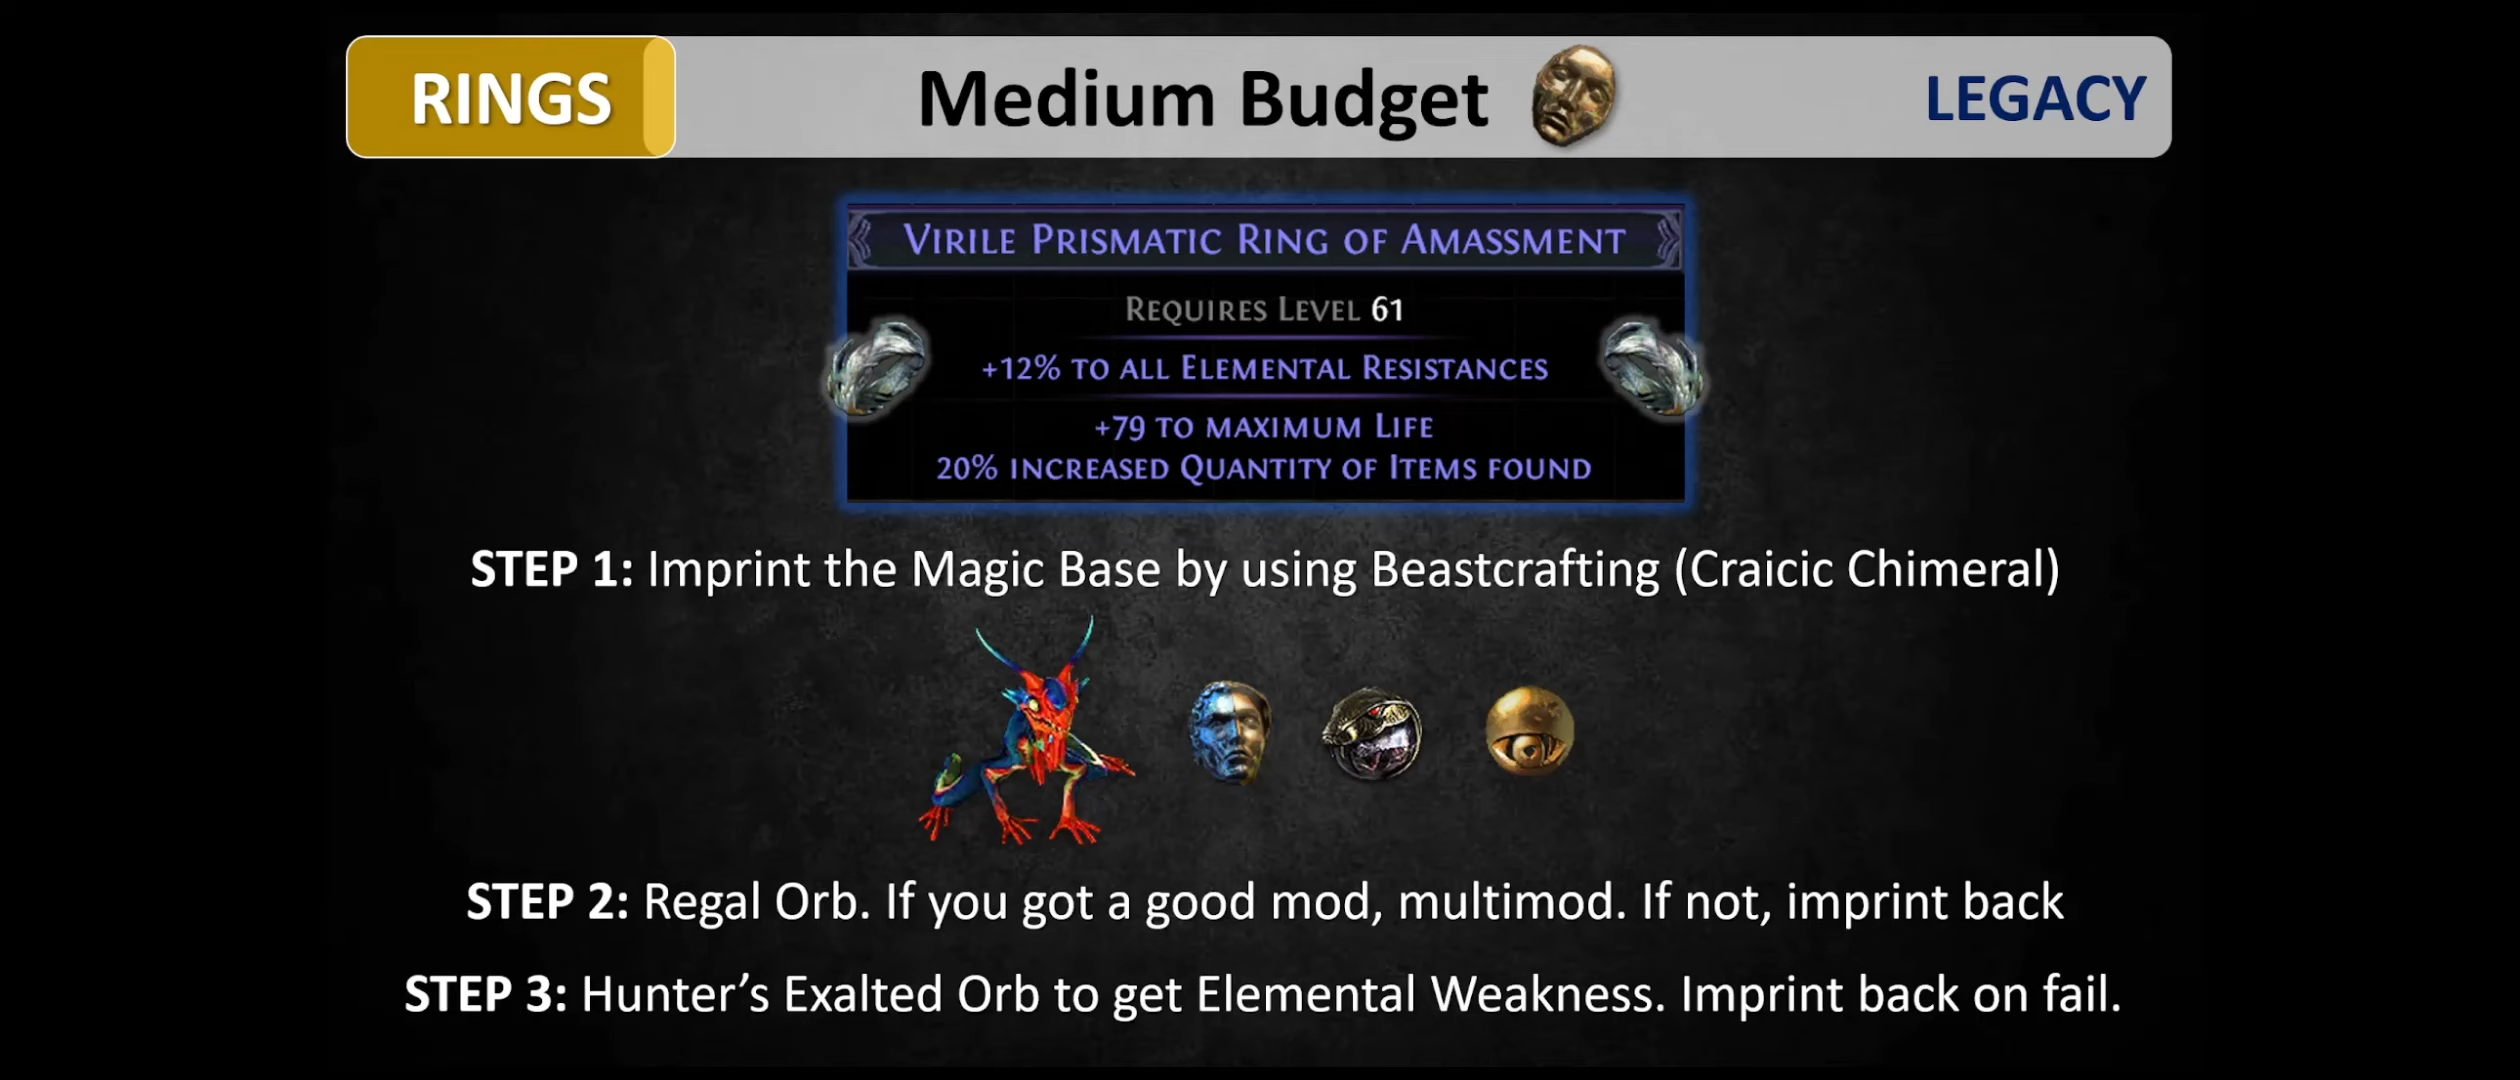 RINGS
Medium Budget
LEGACY
VIRILE PRISMATIC RING OF AMASSMENT
REQUIRES LEVEL 61
+12% TO ALL ELEMENTAL RESISTANCES
+79 TO MAXIMUM LIFE
20% INCREASED QUANTITY OF ITEMS FOUND
STEP 1: Imprint the Magic Base by using Beastcrafting (Craicic Chimeral)
STEP 2: Regal Orb. If you got a good mod, multimod. If not, imprint back
STEP 3: Hunter’s Exalted Orb to get Elemental Weakness. Imprint back on fail.